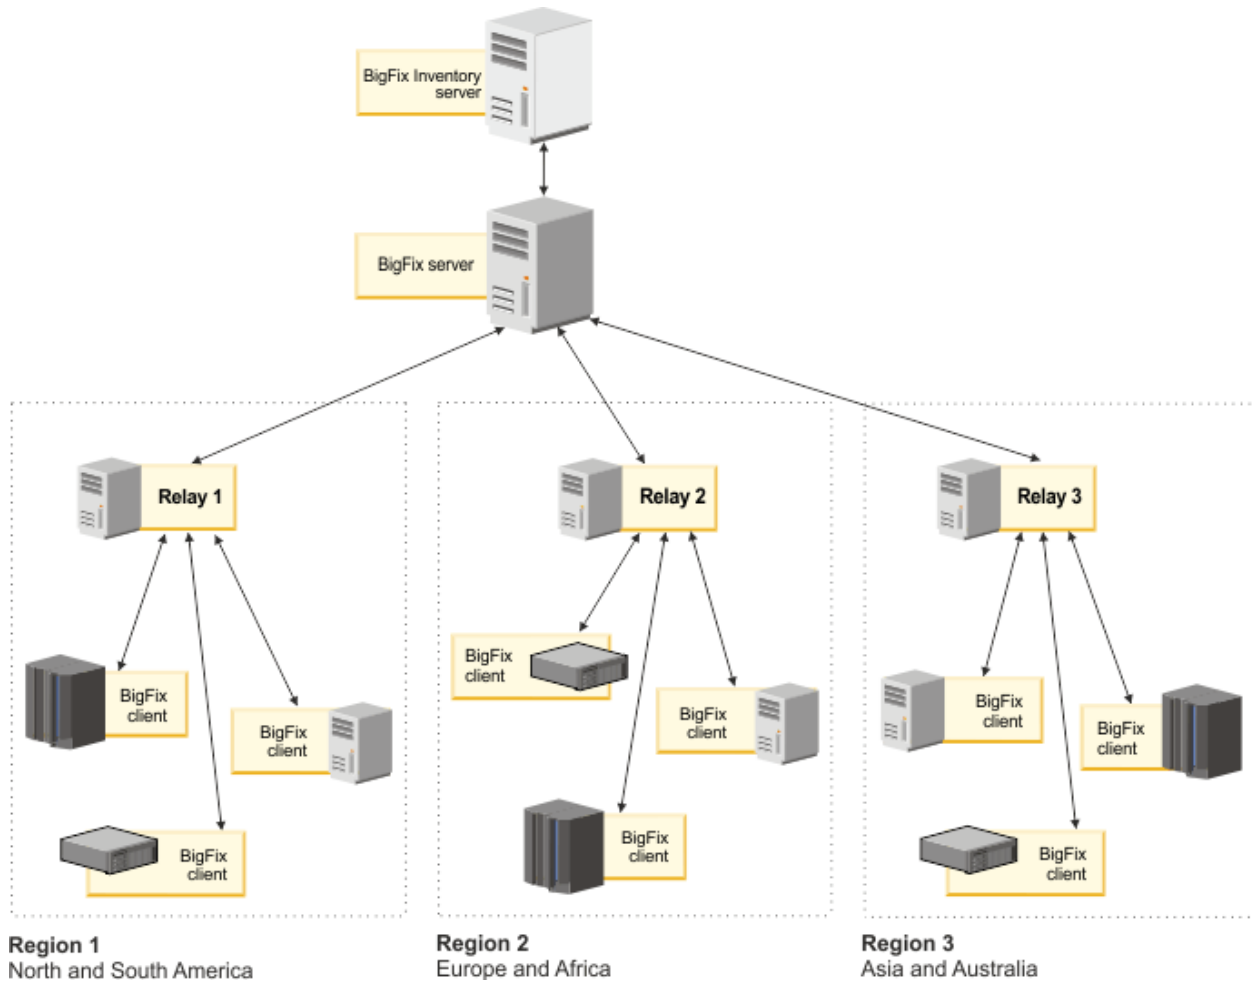 BigFix Inventory
server
BigFix server
Relay 1
Relay 2
Relay 3
BigFix
client
BigFix
client
BigFix
client
BigFix
client
BigFix
client
BigFix
client
BigFix
client
BigFix
client
BigFix
client
Region 1
North and South America
Region 2
Europe and Africa
Region 3
Asia and Australia